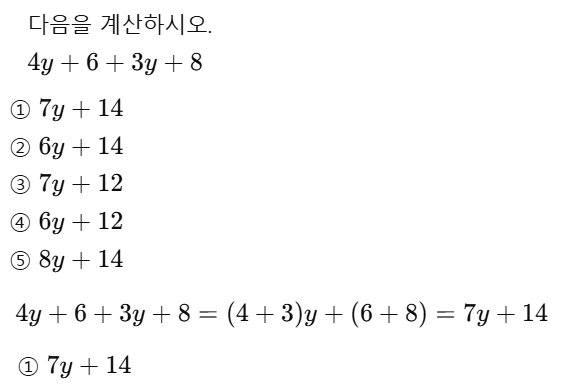 다음을 계산하시오.
4y + 6 + 3y + 8
① 7y + 14
② 6y + 14
③ 7y + 12
④ 6y + 12
⑤ 8y + 14
4y + 6 + 3y + 8 = (4 + 3)y + (6 + 8) = 7y + 14
① 7y + 14